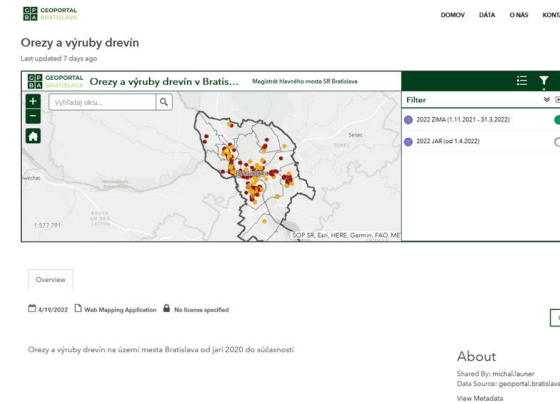 GEOPORTAL
BRATISLAVA
DOMOV DÁTA O NÁS
Orezy a výruby drevín
Last updated 7 days ago
GEOPORTAL
BRATISLAVA
Orezy a výruby drevín v Bratis...
Magistrát hlavného mesta SR Bratislava
Vyhľadaj ulicu...
Filter
2022 ZIMA (1.11.2021 - 31.3.2022)
2022 JAR (od 1.4.2022)
Senec
1:577,791
SOP SR, Esri, HERE, Garmin, FAO, ME
Overview
4/19/2022 Web Mapping Application No license specified
Orezy a výruby drevín na území mesta Bratislava od jari 2020 do súčasnosti
About
Shared By: michal.launer
Data Source: geoportal.bratislava
View Metadata